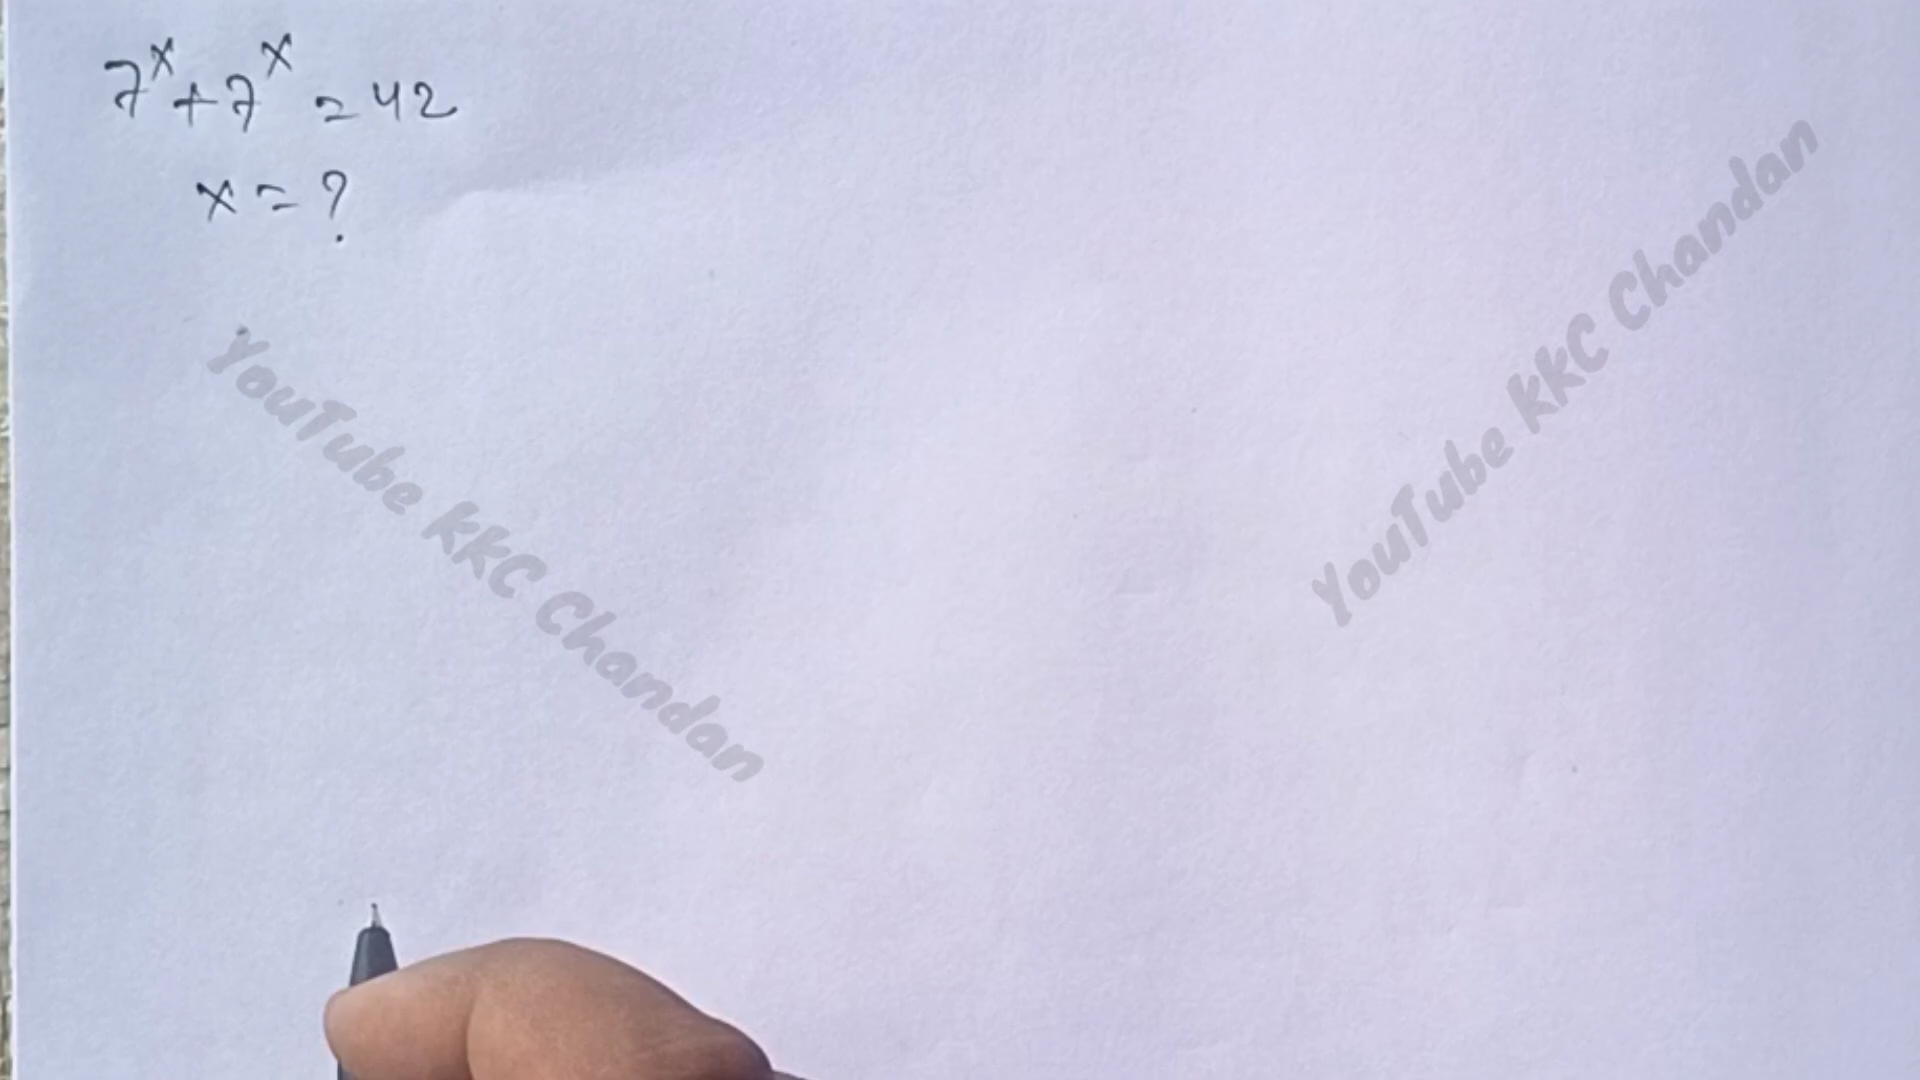 7^x + 7^x = 42
x = ?
YouTube KKC Chandan
YouTube KKC Chandan